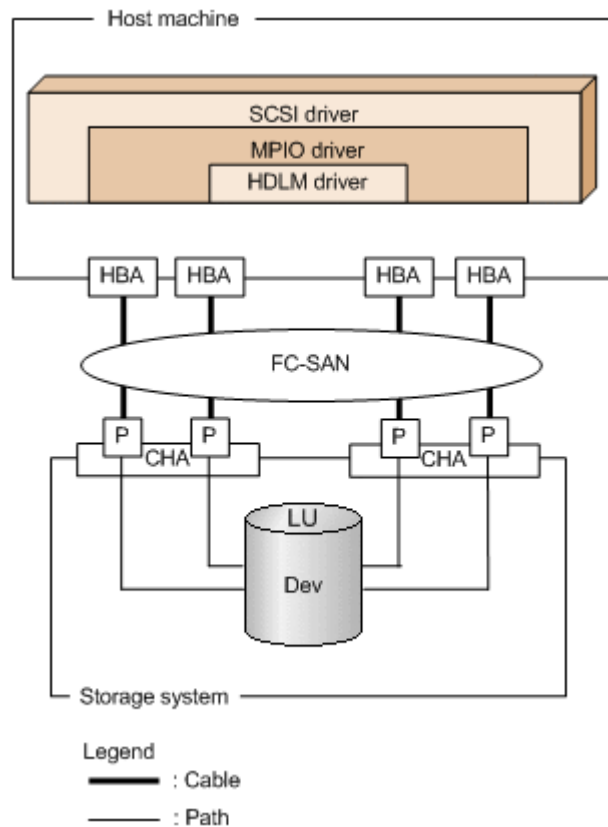 Host machine
SCSI driver
MPIO driver
HDLM driver
HBA HBA HBA HBA
FC-SAN
P P P P
CHA CHA
LU
Dev
Storage system
Legend
: Cable
: Path